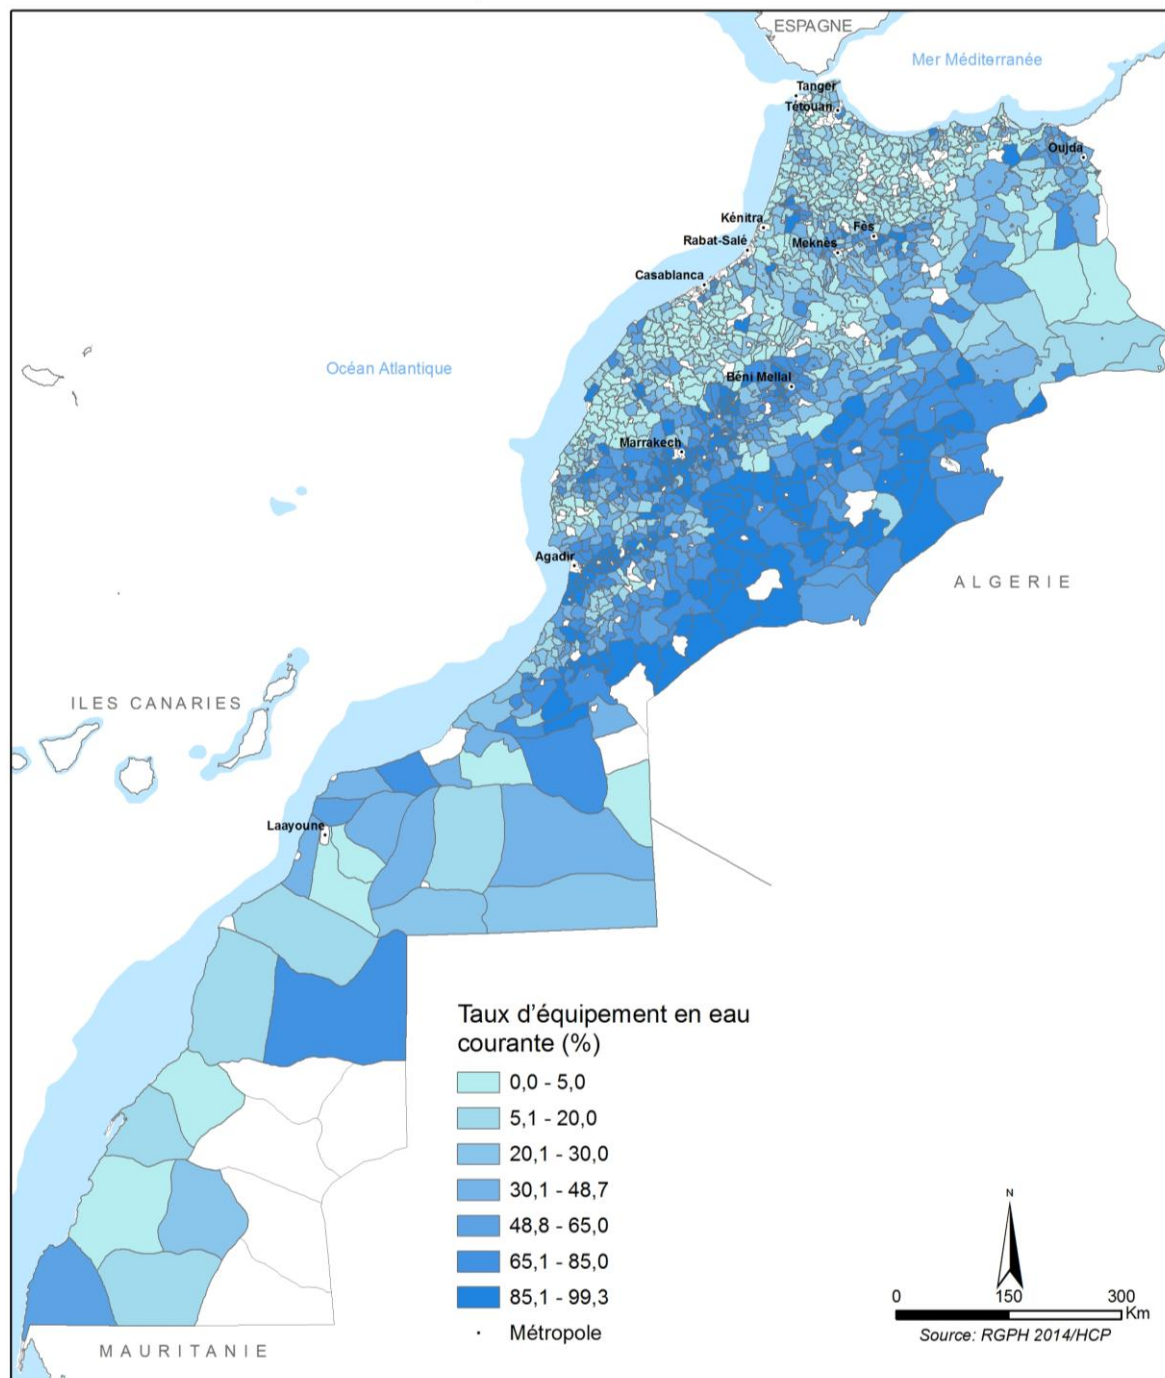 ESPAGNE
Mer Méditerranée
Tanger
Tétouan
Oujda
Kénitra
Fès
Rabat-Salé
Meknès
Casablanca
Océan Atlantique
Béni Mellal
Marrakech
Agadir
ALGERIE
ILES CANARIES
Laayoune
Taux d'équipement en eau
courante (%)
0,0 - 5,0
5,1 - 20,0
20,1 - 30,0
30,1 - 48,7
48,8 - 65,0
65,1 - 85,0
85,1 - 99,3
Métropole
N
0 150 300
Km
Source: RGPH 2014/HCP
MAURITANIE